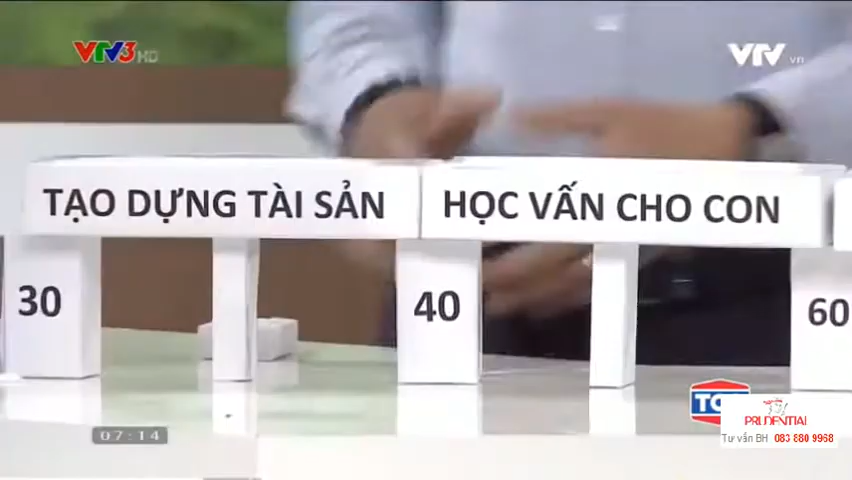 VTV3 HD
VTV.vn
TẠO DỰNG TÀI SẢN
HỌC VẤN CHO CON
30
40
60
07:14
PRUDENTIAL
Tư vấn BH 083 880 9968